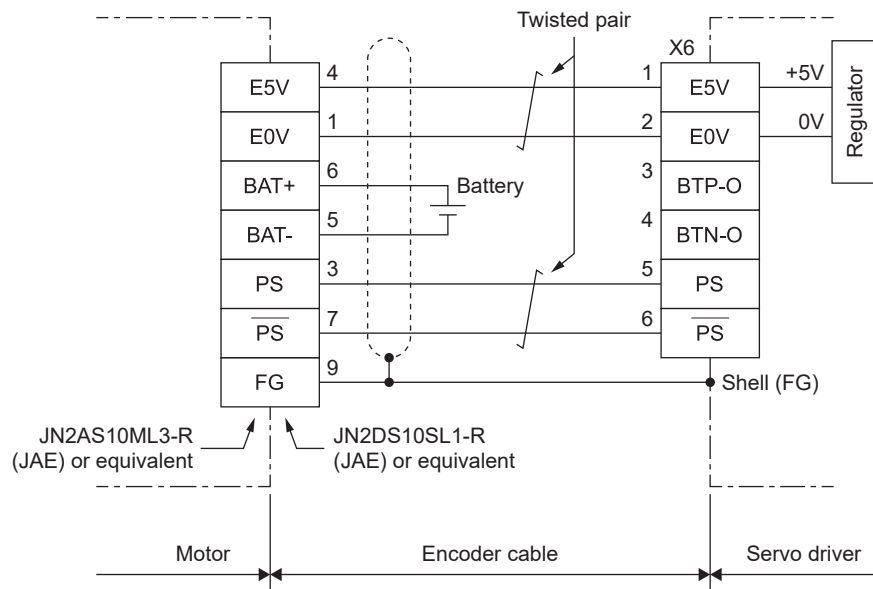 Twisted pair
X6
E5V 4 1 E5V +5V
E0V 1 2 E0V 0V
Regulator
BAT+ 6 Battery 3 BTP-O
BAT- 5 4 BTN-O
PS 3 5 PS
P̅S̅ 7 6 P̅S̅
FG 9 Shell (FG)
JN2AS10ML3-R
(JAE) or equivalent
JN2DS10SL1-R
(JAE) or equivalent
Motor
Encoder cable
Servo driver